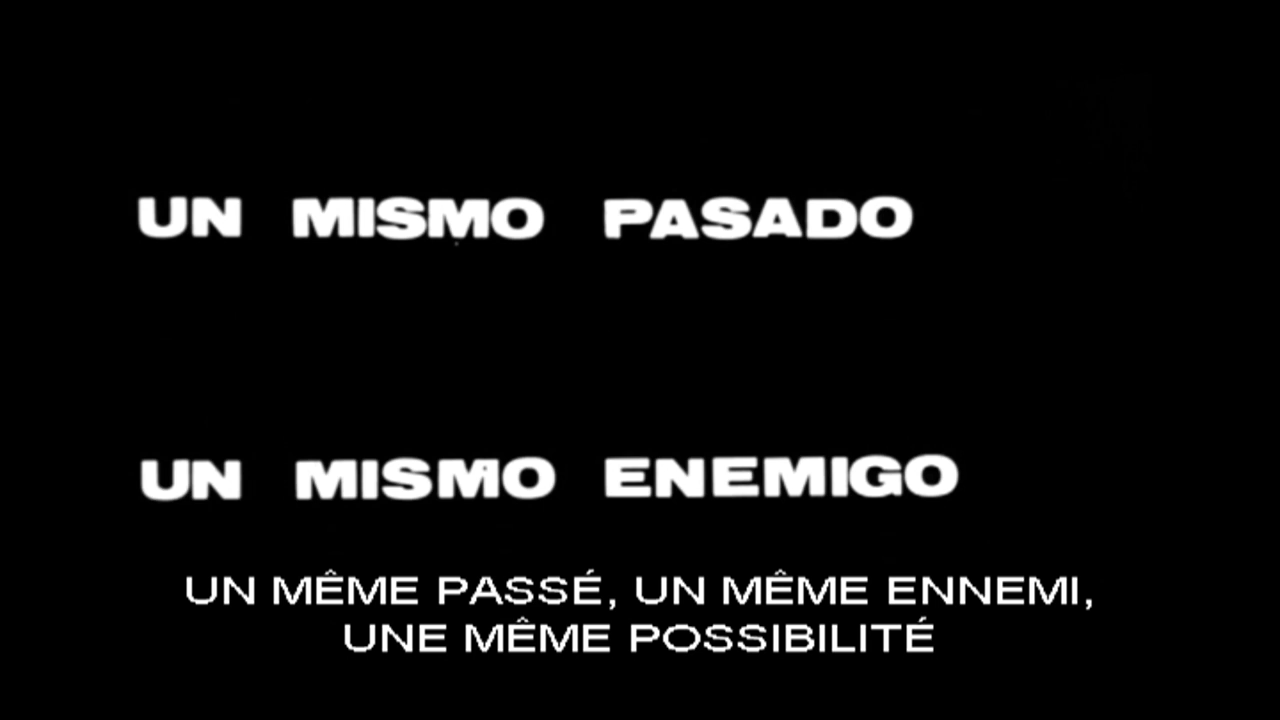 UN MISMO PASADO
UN MISMO ENEMIGO
UN MÊME PASSÉ, UN MÊME ENNEMI,
UNE MÊME POSSIBILITÉ